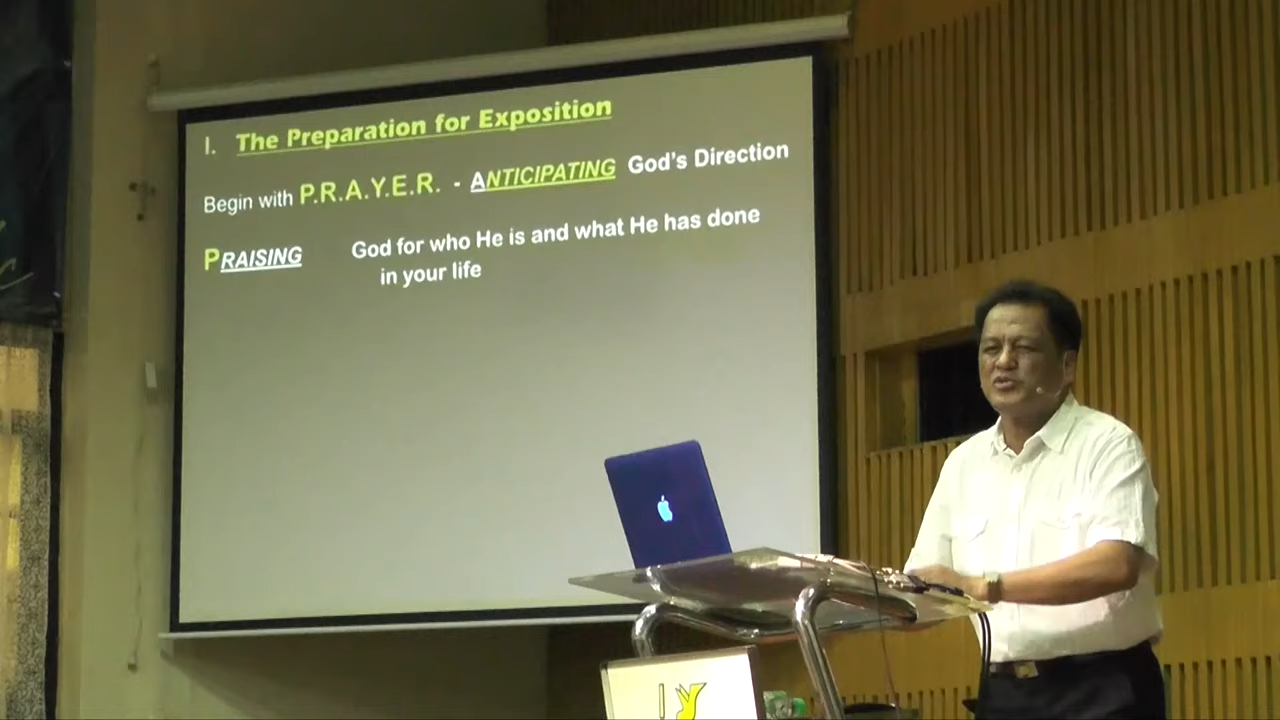 I. The Preparation for Exposition
Begin with P.R.A.Y.E.R. - ANTICIPATING God's Direction
PRAISING God for who He is and what He has done
in your life